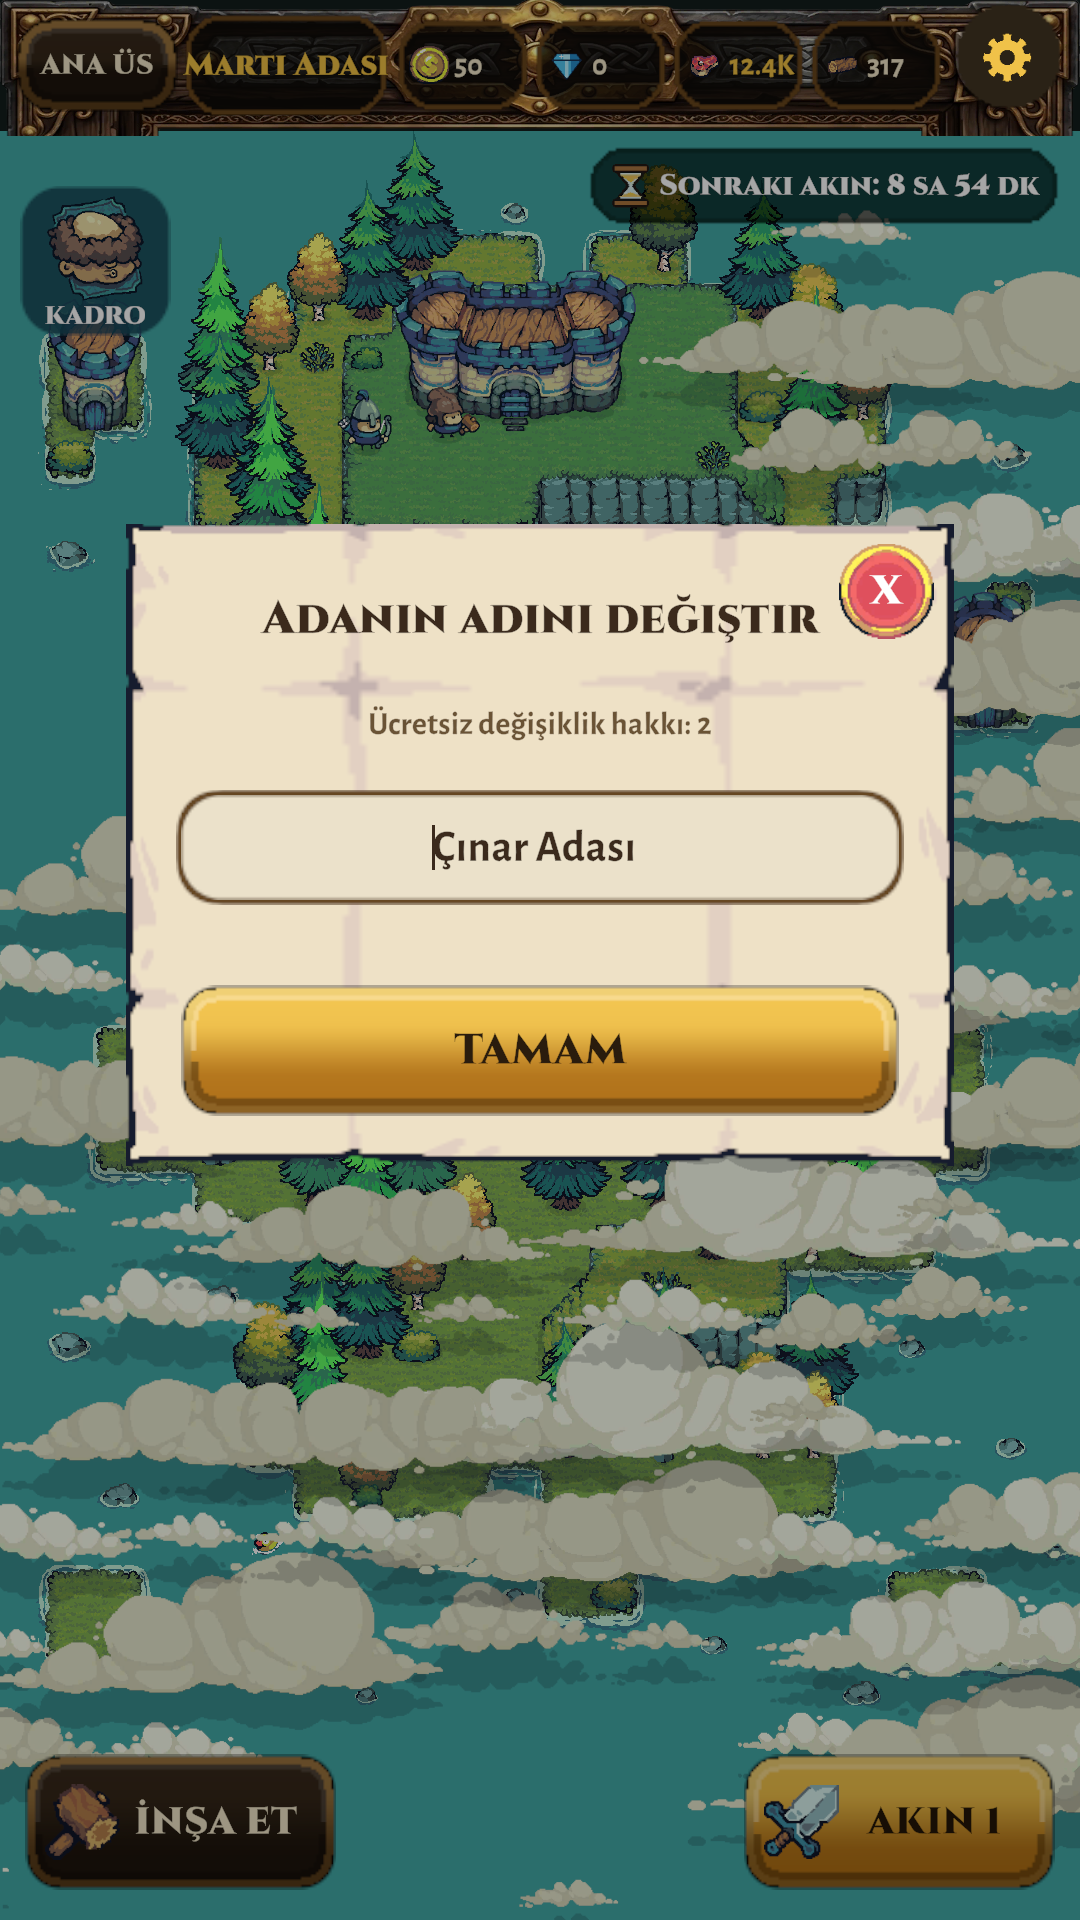 ANA ÜS
MARTI ADASI
50
0
12.4K
317
SONRAKI AKIN: 8 SA 54 DK
KADRO
ADANIN ADINI DEĞIŞTIR
X
Ücretsiz değişiklik hakkı: 2
Çınar Adası
TAMAM
İNŞA ET
AKIN 1